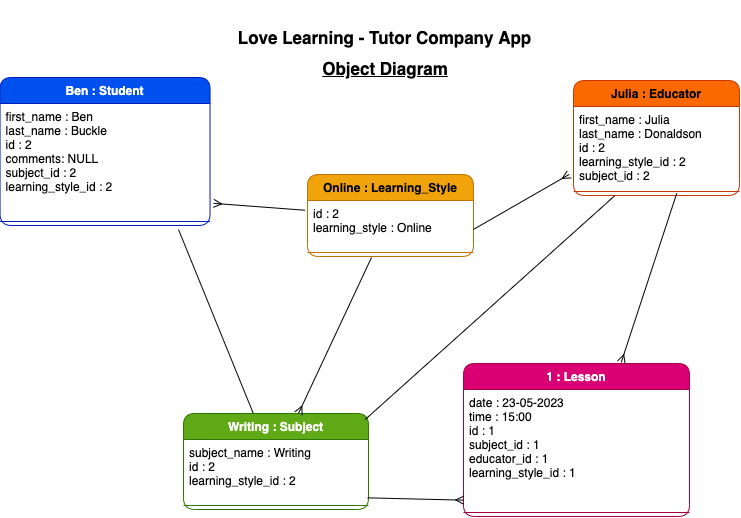 Love Learning - Tutor Company App
Object Diagram
Ben : Student
first_name : Ben
last_name : Buckle
id : 2
comments: NULL
subject_id : 2
learning_style_id : 2
Online : Learning_Style
id : 2
learning_style : Online
Julia : Educator
first_name : Julia
last_name : Donaldson
id : 2
learning_style_id : 2
subject_id : 2
Writing : Subject
subject_name : Writing
id : 2
learning_style_id : 2
1 : Lesson
date : 23-05-2023
time : 15:00
id : 1
subject_id : 1
educator_id : 1
learning_style_id : 1